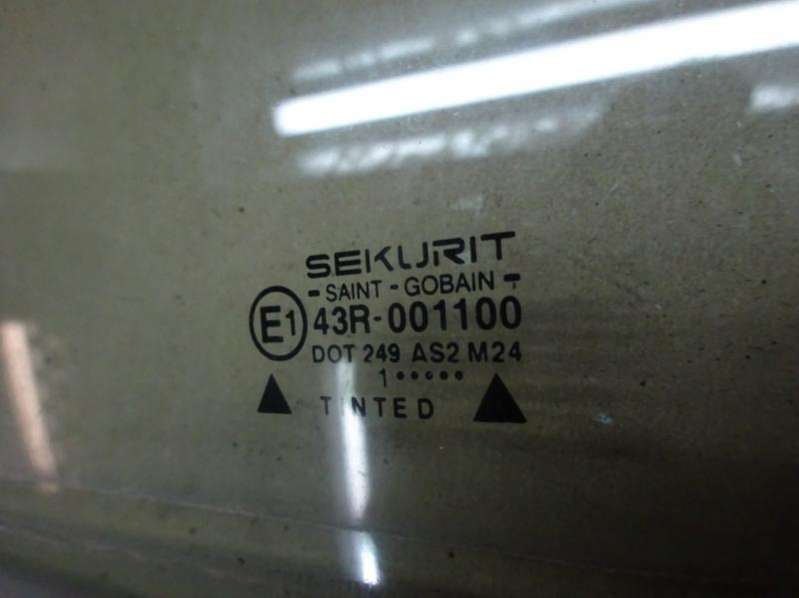 SEKURIT
- SAINT - GOBAIN -
E1 43R-001100
DOT 249 AS2 M24
1•••••
TINTED